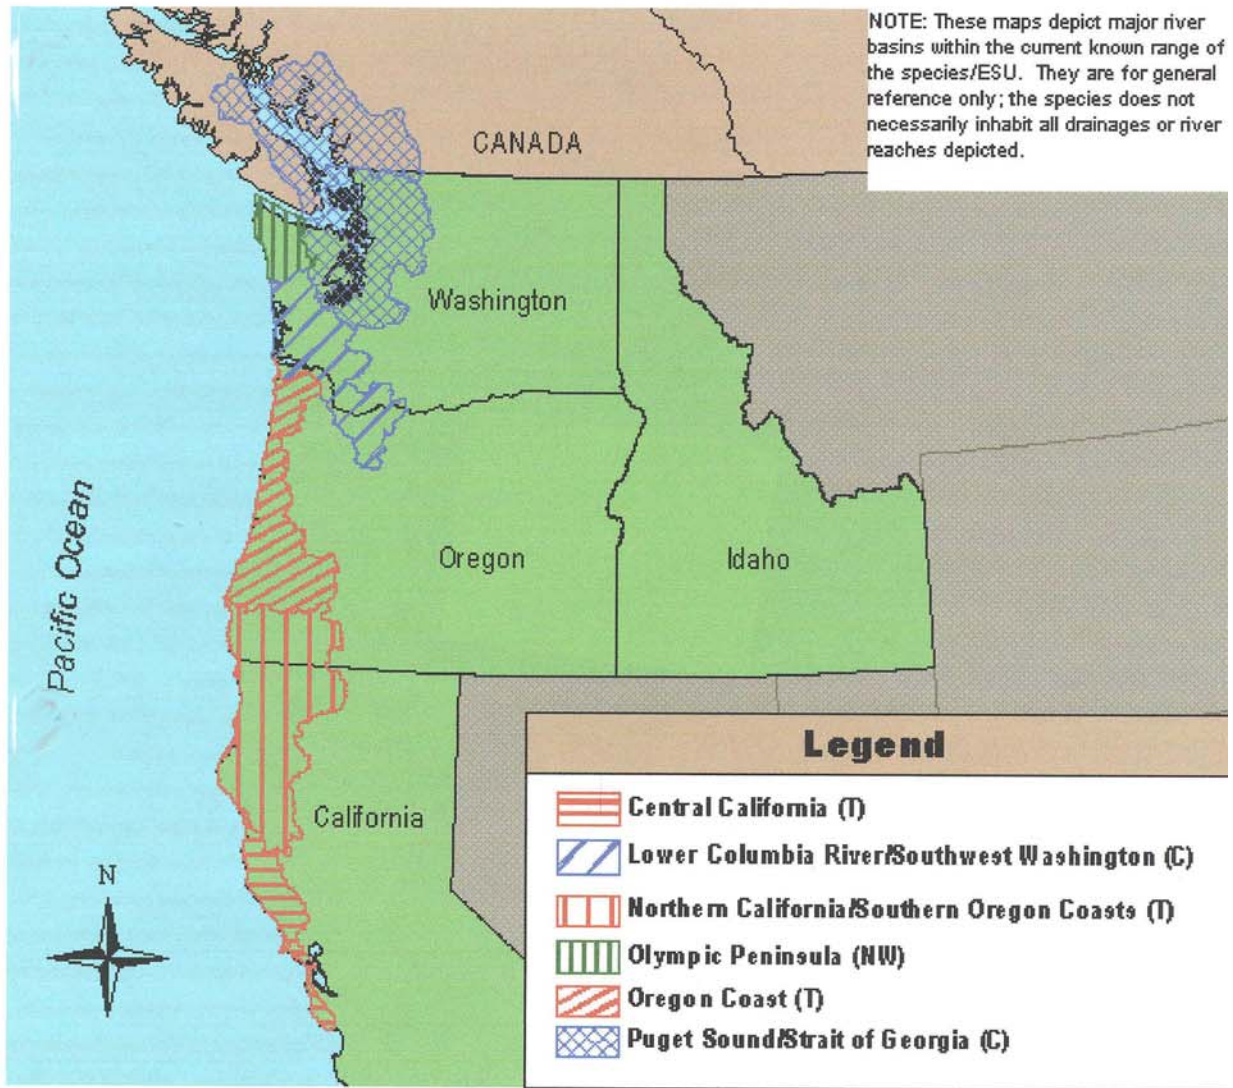 NOTE: These maps depict major river
basins within the current known range of
the species/ESU. They are for general
reference only; the species does not
necessarily inhabit all drainages or river
reaches depicted.
CANADA
Washington
Oregon
Idaho
Pacific Ocean
California
N
Legend
Central California (T)
Lower Columbia River/Southwest Washington (C)
Northern California/Southern Oregon Coasts (T)
Olympic Peninsula (NW)
Oregon Coast (T)
Puget Sound/Strait of Georgia (C)